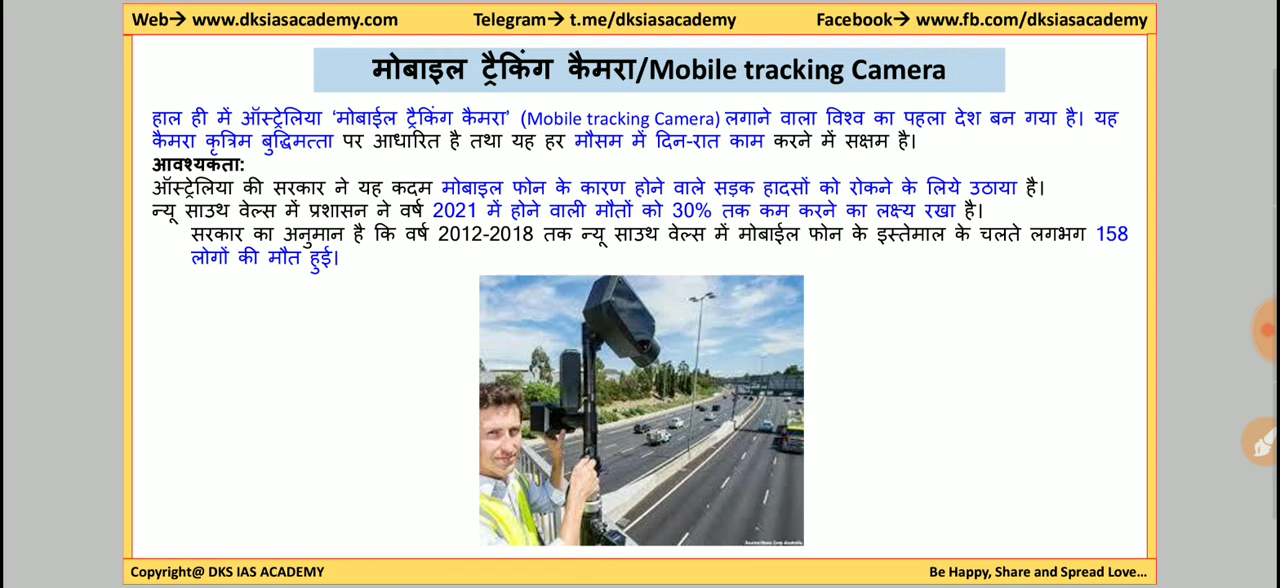 Web→ www.dksiasacademy.com Telegram→ t.me/dksiasacademy Facebook→ www.fb.com/dksiasacademy
मोबाइल ट्रैकिंग कैमरा/Mobile tracking Camera
हाल ही में ऑस्ट्रेलिया ‘मोबाईल ट्रैकिंग कैमरा’ (Mobile tracking Camera) लगाने वाला विश्व का पहला देश बन गया है। यह
कैमरा कृत्रिम बुद्धिमत्ता पर आधारित है तथा यह हर मौसम में दिन-रात काम करने में सक्षम है।
आवश्यकता:
ऑस्ट्रेलिया की सरकार ने यह कदम मोबाइल फोन के कारण होने वाले सड़क हादसों को रोकने के लिये उठाया है।
न्यू साउथ वेल्स में प्रशासन ने वर्ष 2021 में होने वाली मौतों को 30% तक कम करने का लक्ष्य रखा है।
सरकार का अनुमान है कि वर्ष 2012-2018 तक न्यू साउथ वेल्स में मोबाईल फोन के इस्तेमाल के चलते लगभग 158
लोगों की मौत हुई।
Source:News Corp Australia
Copyright@ DKS IAS ACADEMY Be Happy, Share and Spread Love...